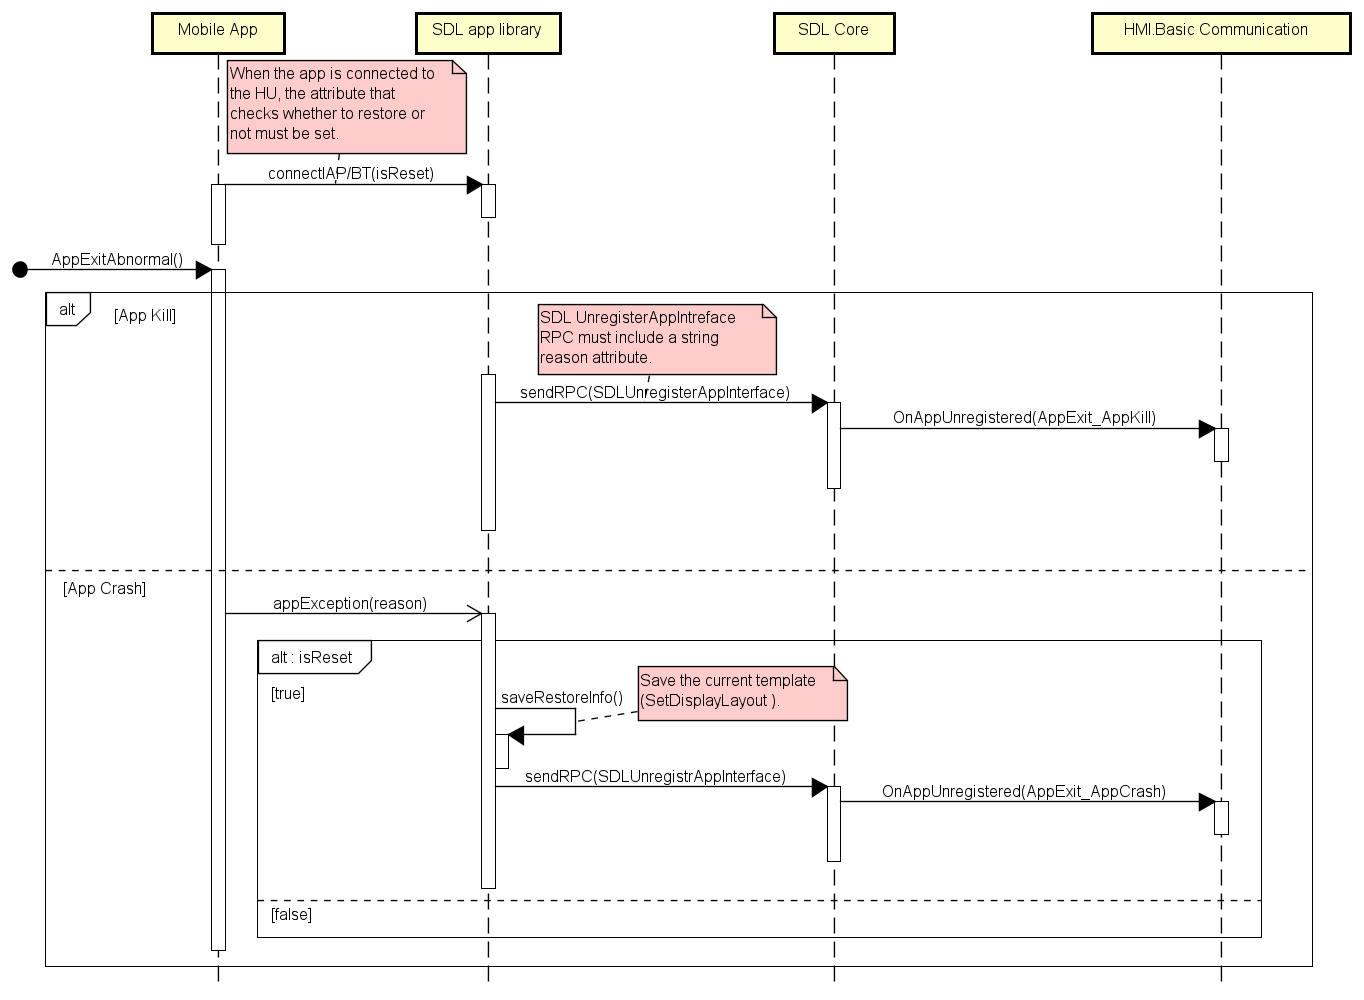 Mobile App
SDL app library
SDL Core
HMI.Basic Communication
When the app is connected to
the HU, the attribute that
checks whether to restore or
not must be set.
connectIAP/BT(isReset)
AppExitAbnormal()
alt
[App Kill]
SDL UnregisterAppIntreface
RPC must include a string
reason attribute.
sendRPC(SDLUnregisterAppInterface)
OnAppUnregistered(AppExit_AppKill)
[App Crash]
appException(reason)
alt : isReset
[true]
saveRestoreInfo()
Save the current template
(SetDisplayLayout ).
sendRPC(SDLUnregistrAppInterface)
OnAppUnregistered(AppExit_AppCrash)
[false]